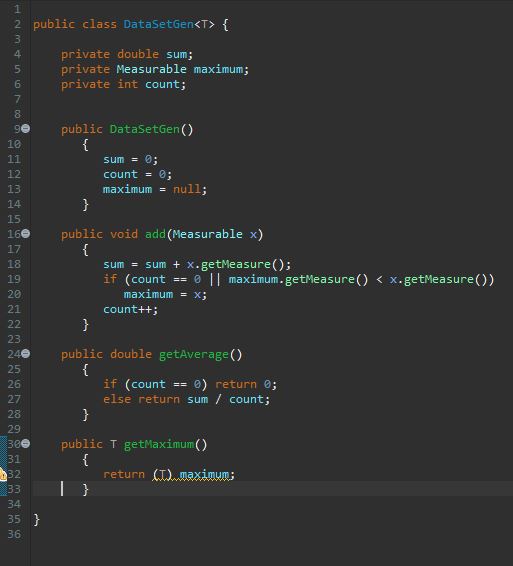 1
2 public class DataSetGen<T> {
3
4     private double sum;
5     private Measurable maximum;
6     private int count;
7
8
9     public DataSetGen()
10        {
11           sum = 0;
12           count = 0;
13           maximum = null;
14        }
15
16    public void add(Measurable x)
17        {
18           sum = sum + x.getMeasure();
19           if (count == 0 || maximum.getMeasure() < x.getMeasure())
20              maximum = x;
21           count++;
22        }
23
24    public double getAverage()
25        {
26           if (count == 0) return 0;
27           else return sum / count;
28        }
29
30    public T getMaximum()
31        {
32           return (T) maximum;
33        }
34
35 }
36